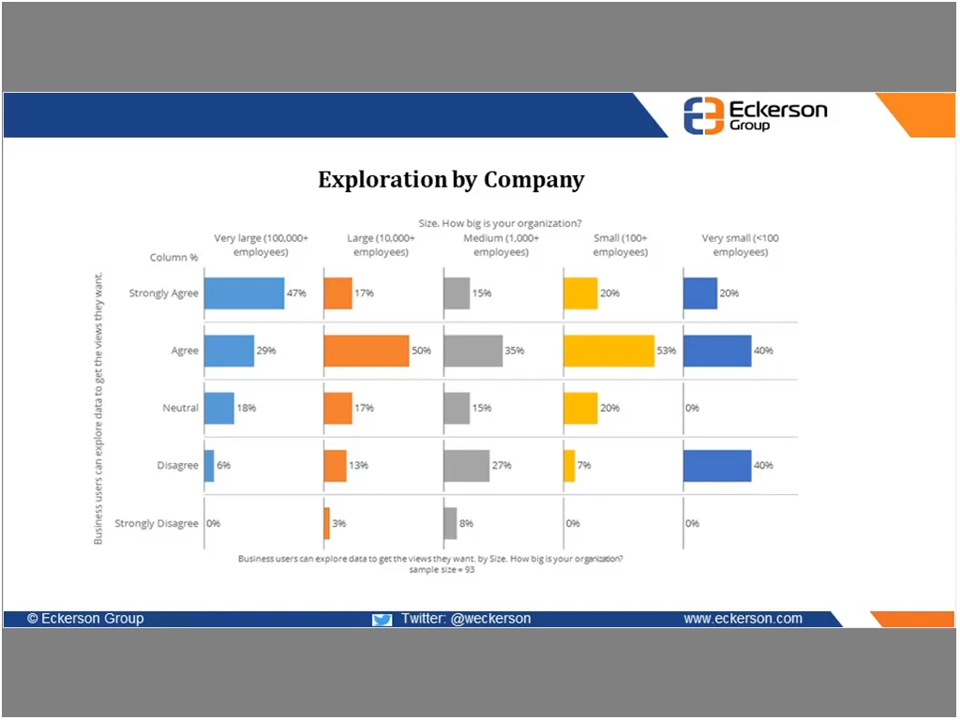 Eckerson
Group
Exploration by Company
Size. How big is your organization?
Very large (100,000+ employees)
Large (10,000+ employees)
Medium (1,000+ employees)
Small (100+ employees)
Very small (<100 employees)
Column %
Business users can explore data to get the views they want.
Strongly Agree 47% 17% 15% 20% 20%
Agree 29% 50% 35% 53% 40%
Neutral 18% 17% 15% 20% 0%
Disagree 6% 13% 27% 7% 40%
Strongly Disagree 0% 3% 8% 0% 0%
Business users can explore data to get the views they want. by Size. How big is your organization?
sample size = 93
© Eckerson Group Twitter: @weckerson www.eckerson.com